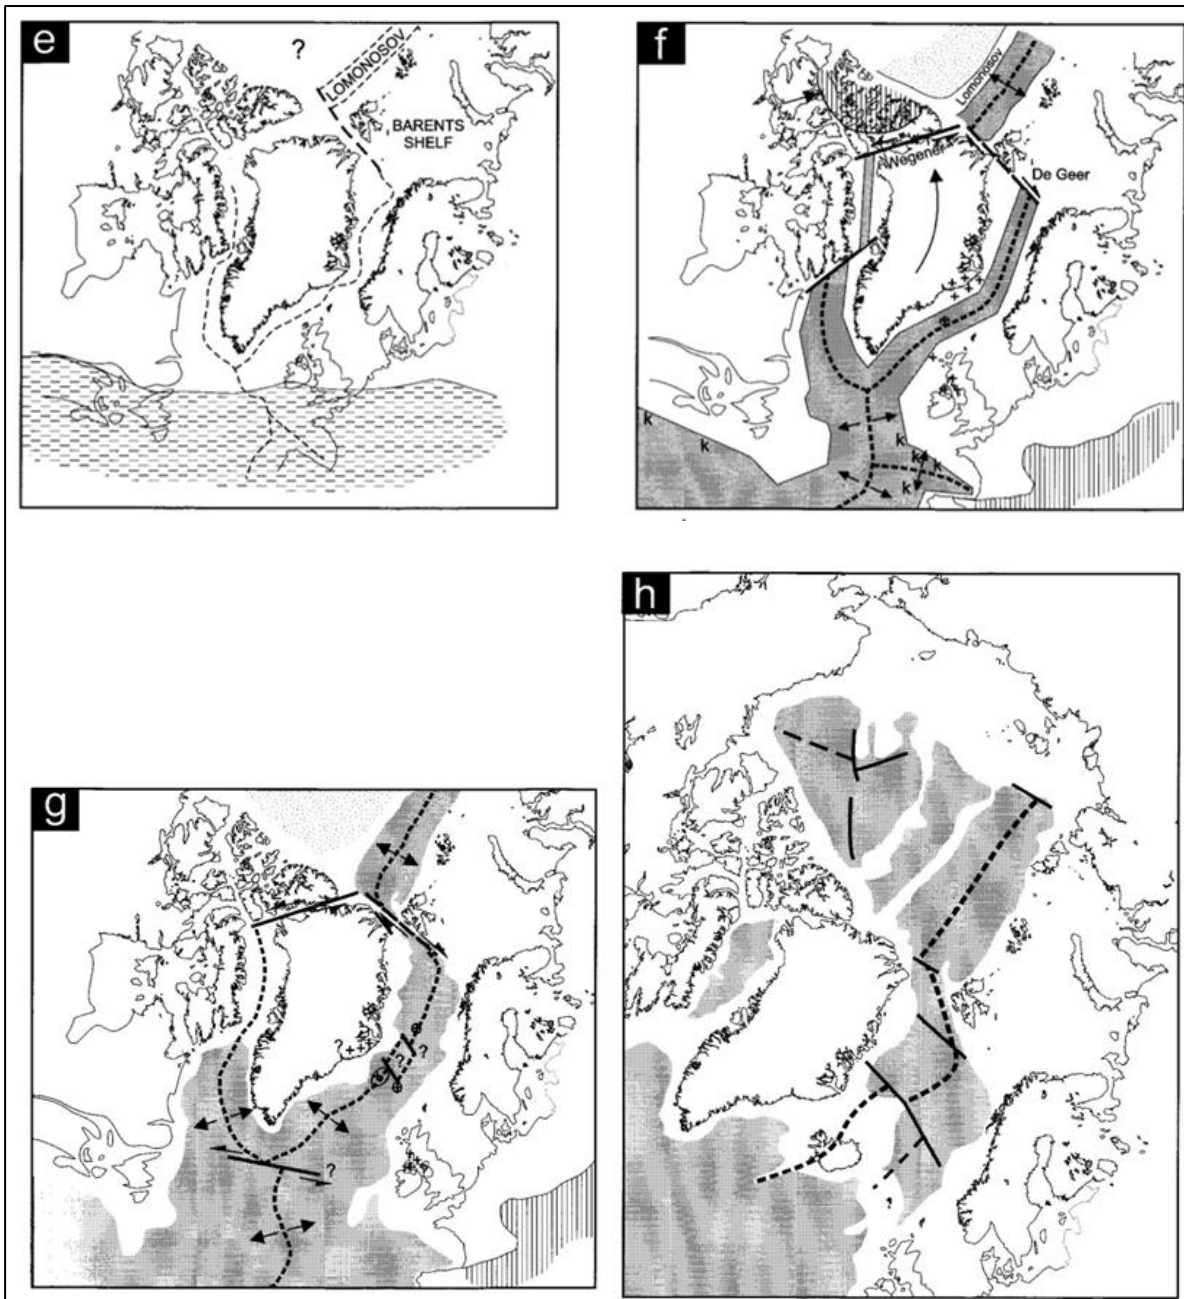 e
?
LOMONOSOV
BARENTS
SHELF
f
Lomonosov
Wegener
De Geer
k
k
k
k
k
k
k
g
?
?
?
?
h
?